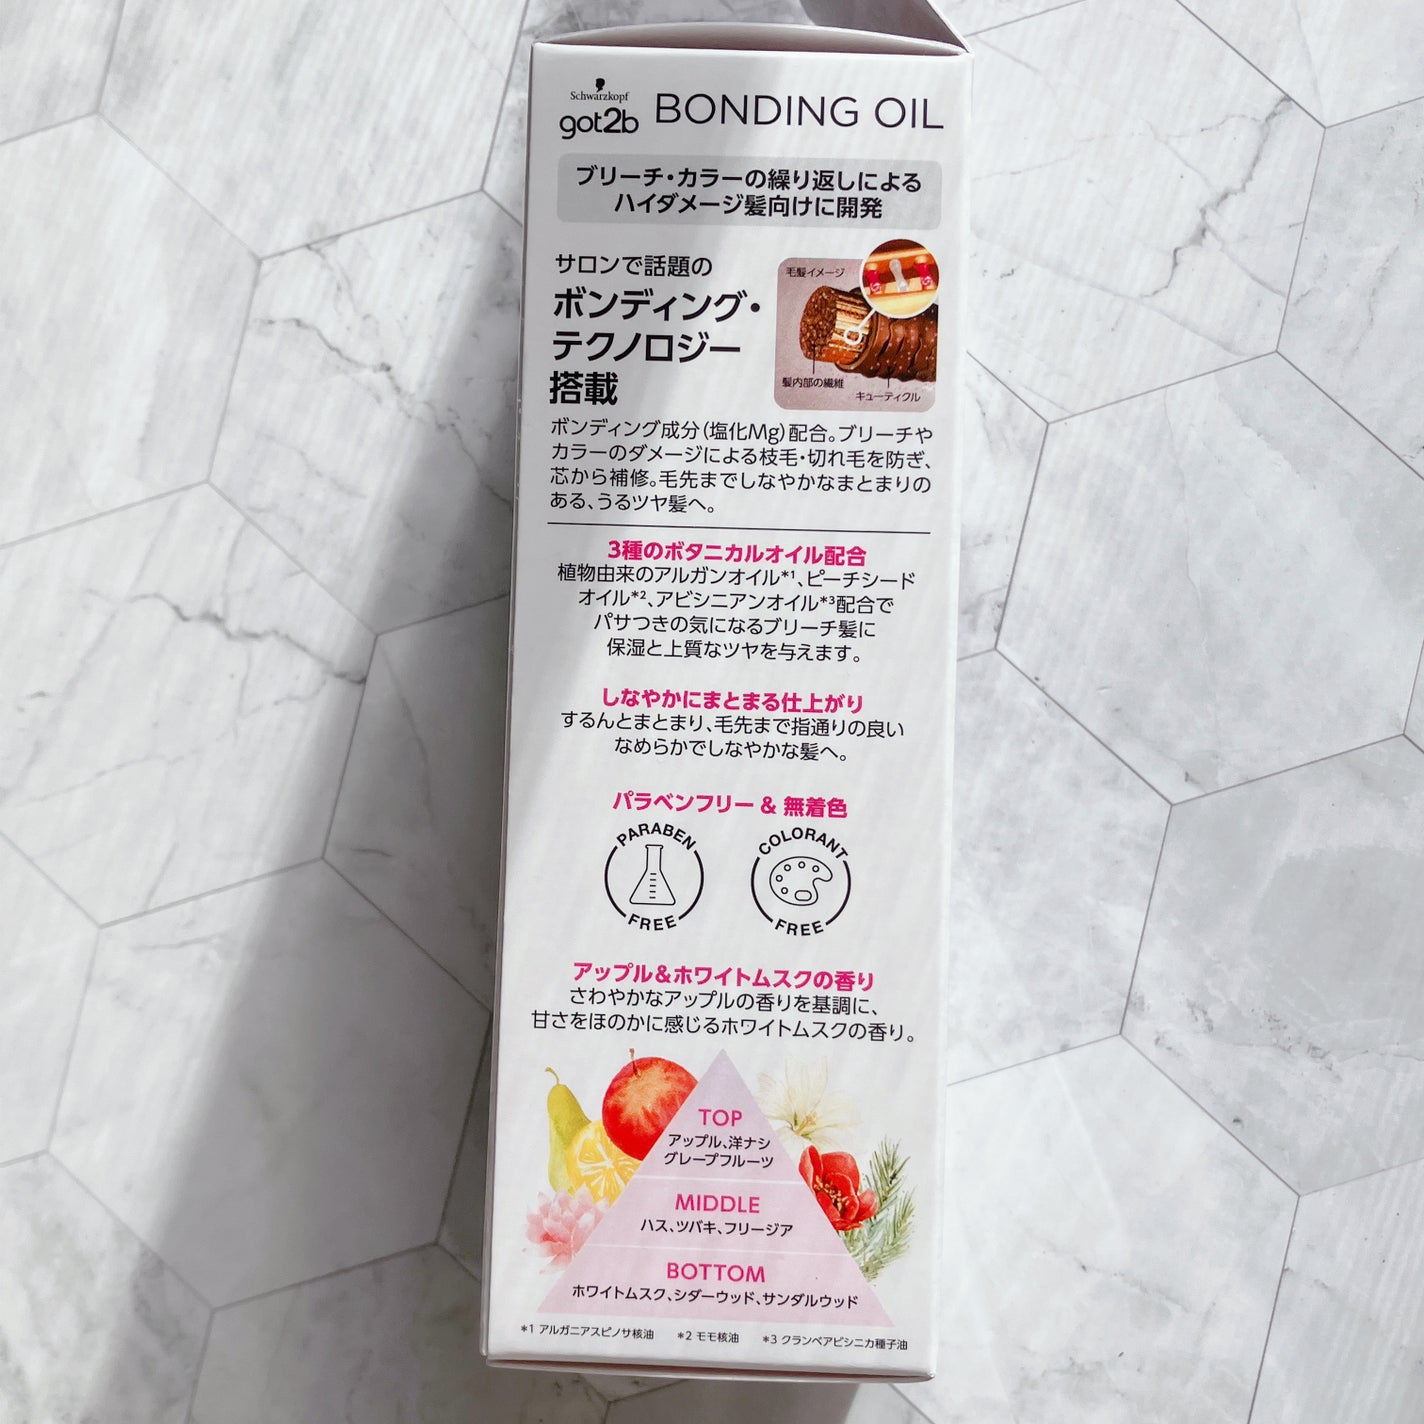 Schwarzkopf
got2b
BONDING OIL
ブリーチ・カラーの繰り返しによる
ハイダメージ髪向けに開発
サロンで話題の
ボンディング・
テクノロジー
搭載
毛髪イメージ
髪内部の繊維
キューティクル
ボンディング成分(塩化Mg)配合。ブリーチや
カラーのダメージによる枝毛・切れ毛を防ぎ、
芯から補修。毛先までしなやかなまとまりの
ある、うるツヤ髪へ。
3種のボタニカルオイル配合
植物由来のアルガンオイル*1、ピーチシード
オイル*2、アビシニアンオイル*3配合で
パサつきの気になるブリーチ髪に
保湿と上質なツヤを与えます。
しなやかにまとまる仕上がり
するんとまとまり、毛先まで指通りの良い
なめらかでしなやかな髪へ。
パラベンフリー & 無着色
PARABEN
FREE
COLORANT
FREE
アップル&ホワイトムスクの香り
さわやかなアップルの香りを基調に、
甘さをほのかに感じるホワイトムスクの香り。
TOP
アップル、洋ナシ
グレープフルーツ
MIDDLE
ハス、ツバキ、フリージア
BOTTOM
ホワイトムスク、シダーウッド、サンダルウッド
*1 アルガニアスピノサ核油 *2 モモ核油 *3 クランベアビシニカ種子油